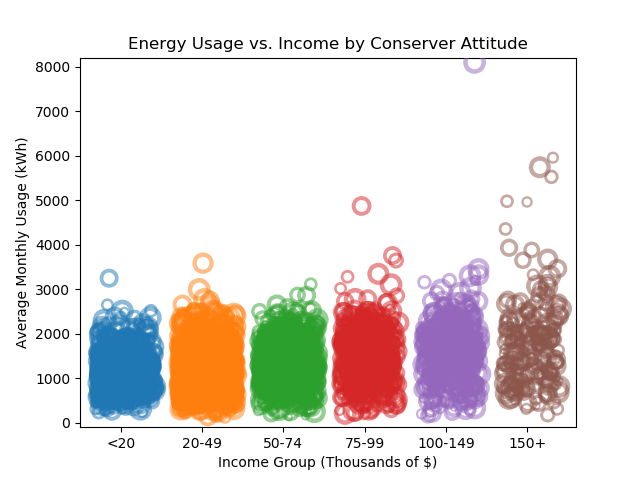 Energy Usage vs. Income by Conserver Attitude
Average Monthly Usage (kWh)
8000
7000
6000
5000
4000
3000
2000
1000
0
<20 20-49 50-74 75-99 100-149 150+
Income Group (Thousands of $)